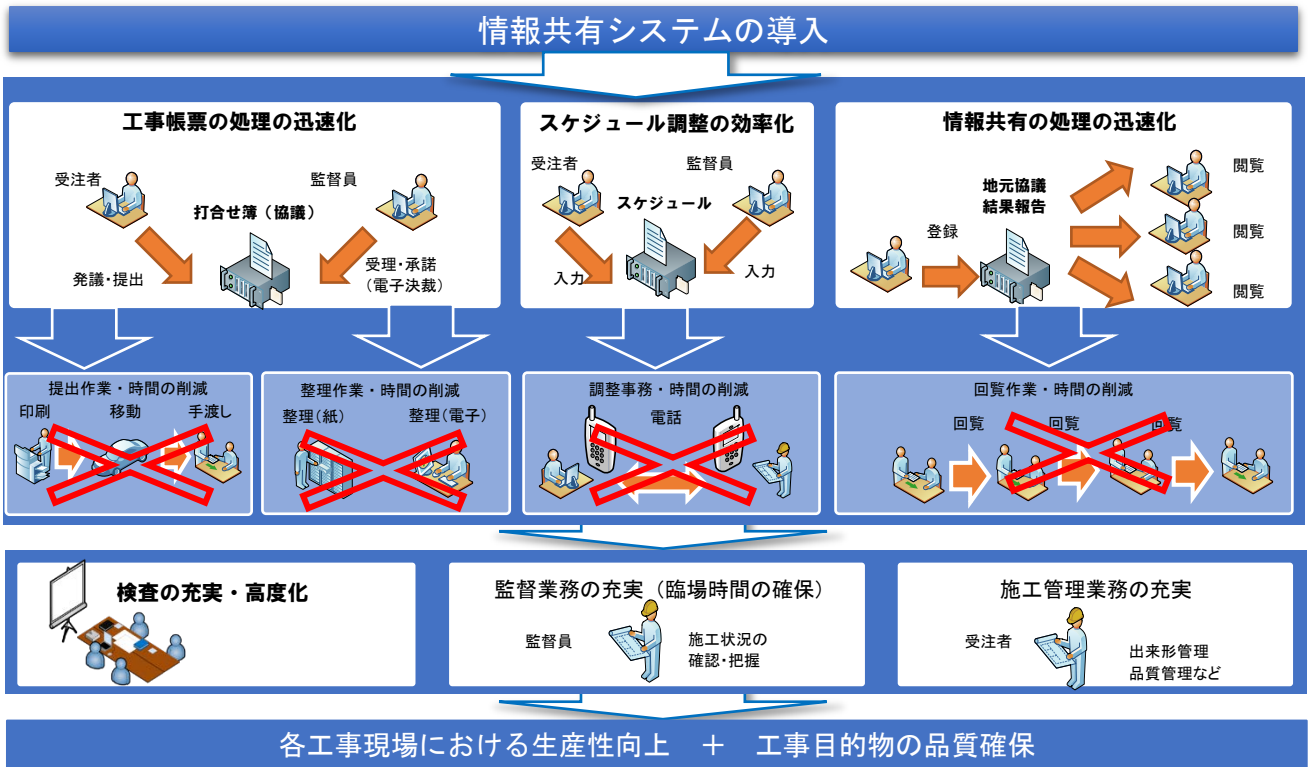 情報共有システムの導入
工事帳票の処理の迅速化
受注者
監督員
打合せ簿（協議）
発議・提出
受理・承諾
（電子決裁）
スケジュール調整の効率化
受注者
監督員
スケジュール
入力
入力
情報共有の処理の迅速化
地元協議
結果報告
登録
閲覧
閲覧
閲覧
提出作業・時間の削減
印刷
移動
手渡し
整理作業・時間の削減
整理（紙）
整理（電子）
調整事務・時間の削減
電話
回覧作業・時間の削減
回覧
回覧
回覧
検査の充実・高度化
監督業務の充実（臨場時間の確保）
監督員
施工状況の
確認・把握
施工管理業務の充実
受注者
出来形管理
品質管理など
各工事現場における生産性向上　＋　工事目的物の品質確保